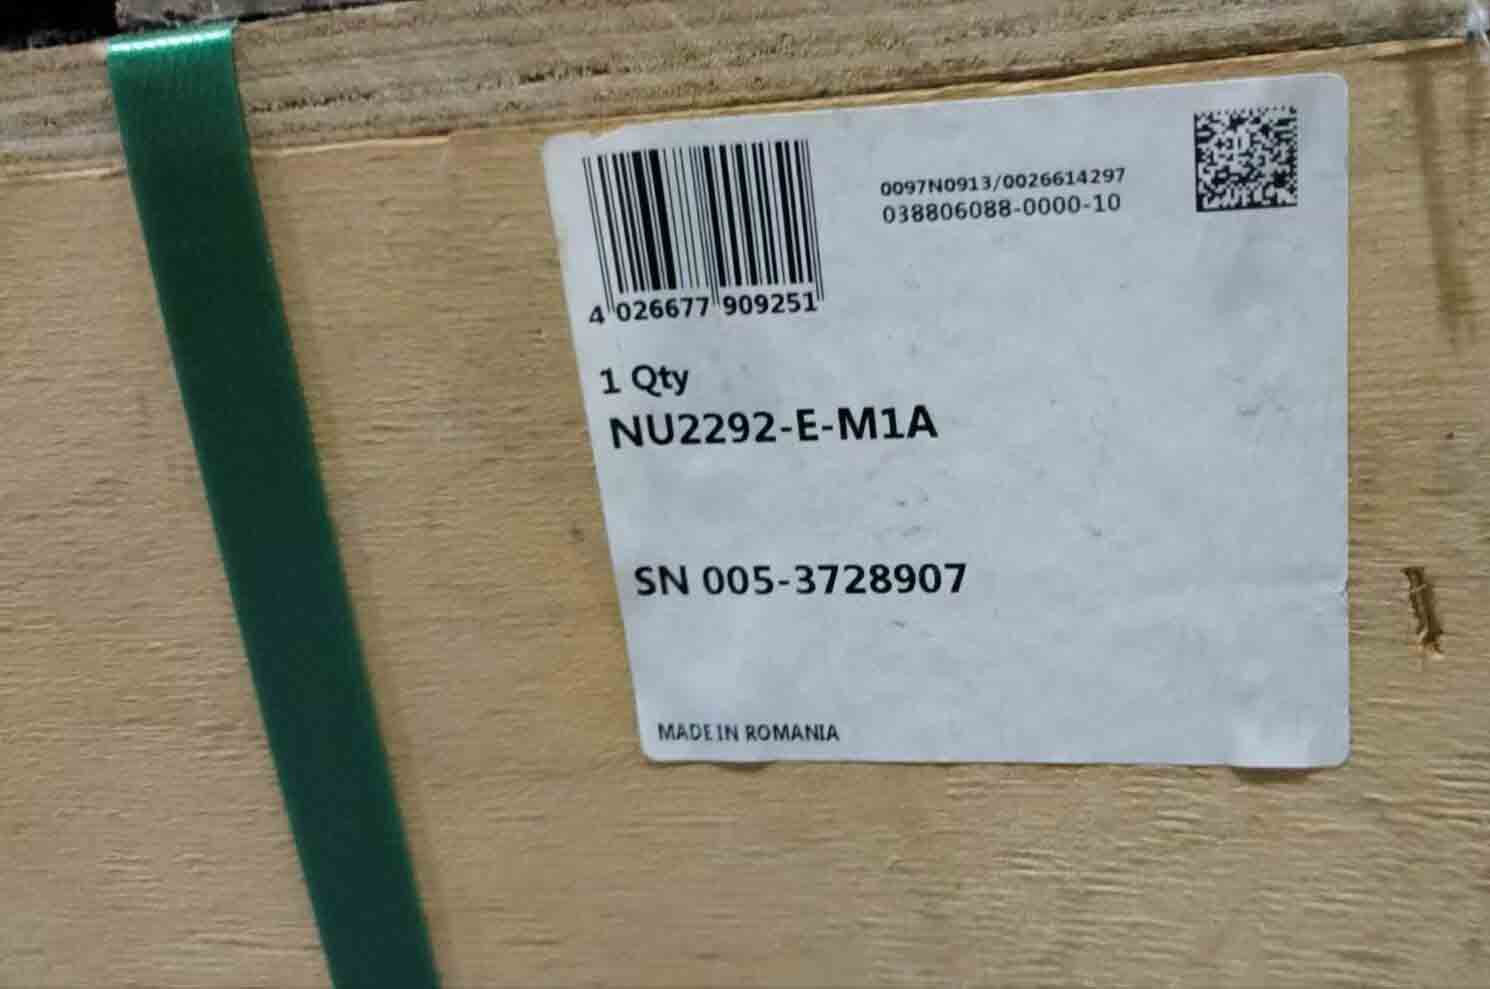 0097N0913/0026614297
038806088-0000-10
4 026677 909251
1 Qty
NU2292-E-M1A
SN 005-3728907
MADE IN ROMANIA